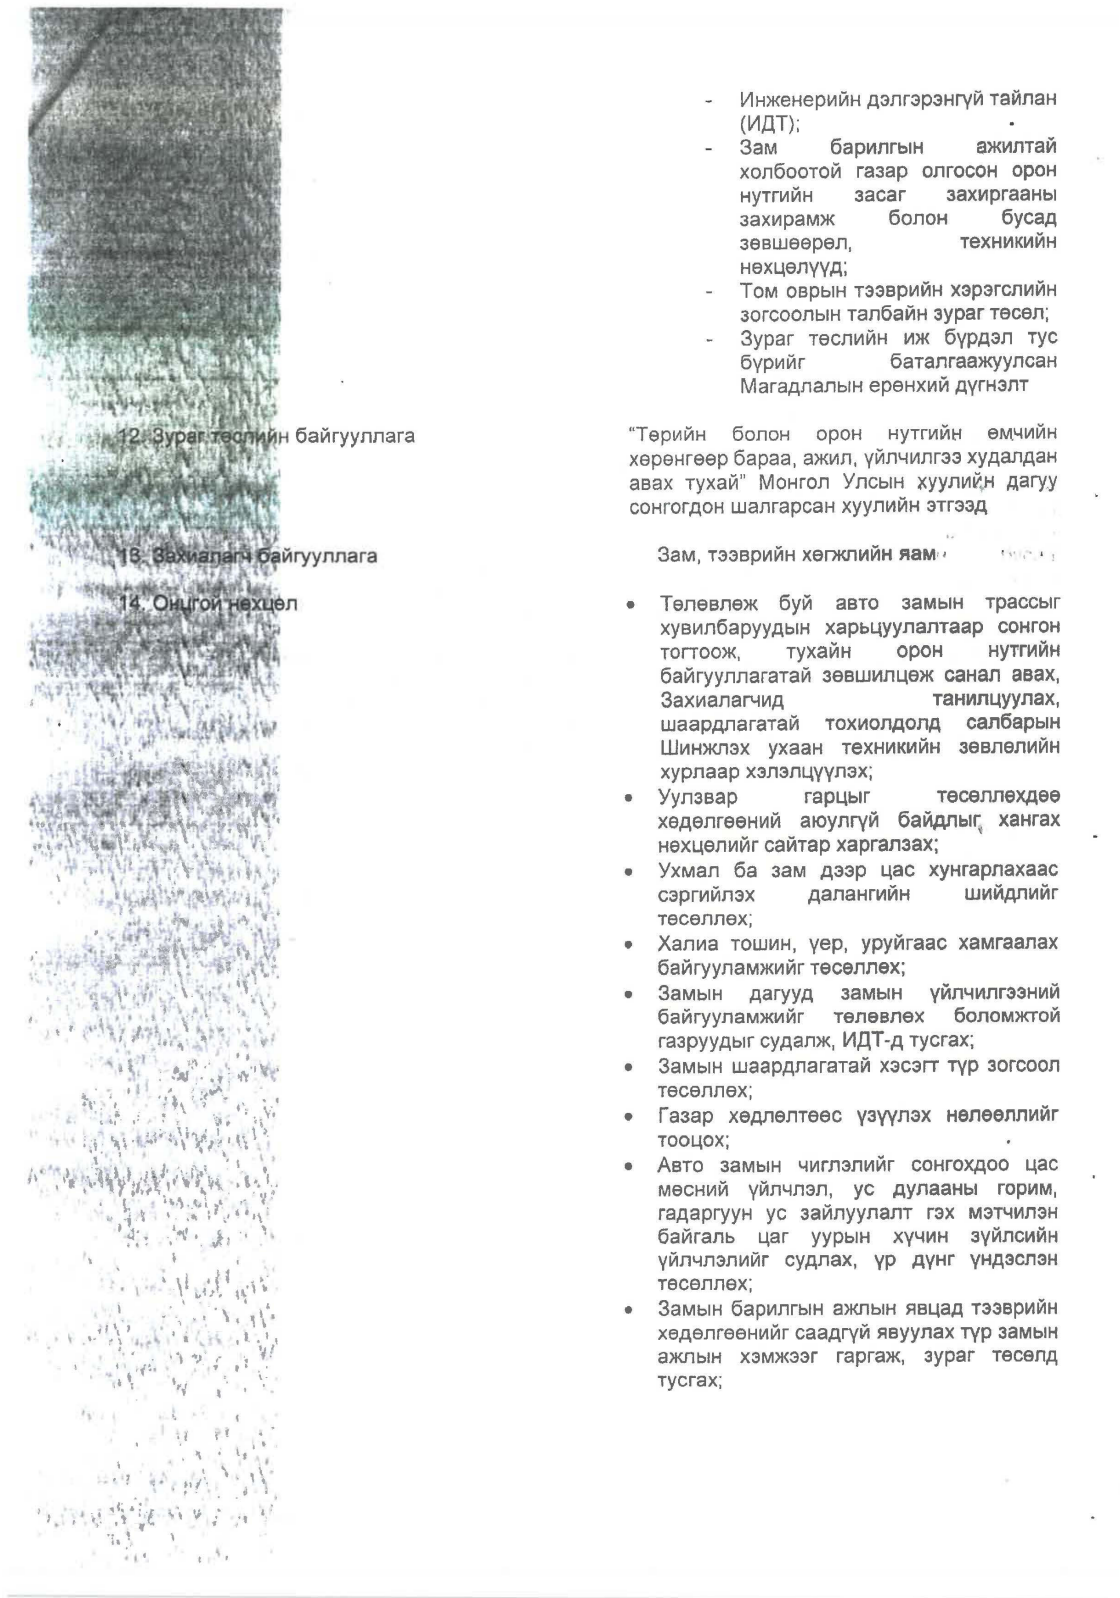 - Инженерийн дэлгэрэнгүй тайлан
(ИДТ);
- Зам барилгын ажилтай
холбоотой газар олгосон орон
нутгийн засаг захиргааны
захирамж болон бусад
зөвшөөрөл, техникийн
нөхцөлүүд;
- Том оврын тээврийн хэрэгслийн
зогсоолын талбайн зураг төсөл;
- Зураг төслийн иж бүрдэл тус
бүрийг баталгаажуулсан
Магадлалын ерөнхий дүгнэлт
12. Зураг төслийн байгууллага
“Төрийн болон орон нутгийн өмчийн
хөрөнгөөр бараа, ажил, үйлчилгээ худалдан
авах тухай” Монгол Улсын хуулийн дагуу
сонгогдон шалгарсан хуулийн этгээд
13. Захиалагч байгууллага
Зам, тээврийн хөгжлийн яам
14. Онцгой нөхцөл
• Төлөвлөж буй авто замын трассыг
хувилбаруудын харьцуулалтаар сонгон
тогтоож, тухайн орон нутгийн
байгууллагатай зөвшилцөж санал авах,
Захиалагчид танилцуулах,
шаардлагатай тохиолдолд салбарын
Шинжлэх ухаан техникийн зөвлөлийн
хурлаар хэлэлцүүлэх;
• Уулзвар гарцыг төсөллөхдөө
хөдөлгөөний аюулгүй байдлыг хангах
нөхцөлийг сайтар харгалзах;
• Ухмал ба зам дээр цас хунгарлахаас
сэргийлэх далангийн шийдлийг
төсөллөх;
• Халиа тошин, үер, уруйгаас хамгаалах
байгууламжийг төсөллөх;
• Замын дагууд замын үйлчилгээний
байгууламжийг төлөвлөх боломжтой
газруудыг судалж, ИДТ-д тусгах;
• Замын шаардлагатай хэсэгт түр зогсоол
төсөллөх;
• Газар хөдлөлтөөс үзүүлэх нөлөөллийг
тооцох;
• Авто замын чиглэлийг сонгохдоо цас
мөсний үйлчлэл, ус дулааны горим,
гадаргуун ус зайлуулалт гэх мэтчилэн
байгаль цаг уурын хүчин зүйлсийн
үйлчлэлийг судлах, үр дүнг үндэслэн
төсөллөх;
• Замын барилгын ажлын явцад тээврийн
хөдөлгөөнийг саадгүй явуулах түр замын
ажлын хэмжээг гаргаж, зураг төсөлд
тусгах;